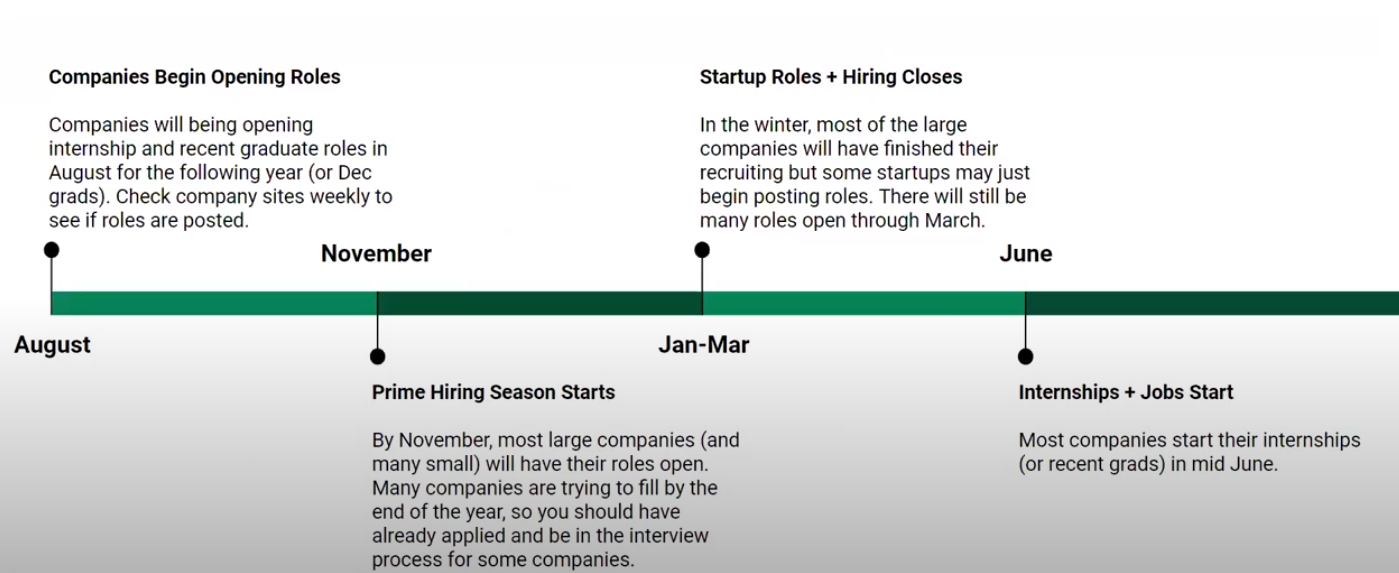 Companies Begin Opening Roles
Companies will being opening
internship and recent graduate roles in
August for the following year (or Dec
grads). Check company sites weekly to
see if roles are posted.
Startup Roles + Hiring Closes
In the winter, most of the large
companies will have finished their
recruiting but some startups may just
begin posting roles. There will still be
many roles open through March.
November
June
August
Jan-Mar
Prime Hiring Season Starts
By November, most large companies (and
many small) will have their roles open.
Many companies are trying to fill by the
end of the year, so you should have
already applied and be in the interview
process for some companies.
Internships + Jobs Start
Most companies start their internships
(or recent grads) in mid June.